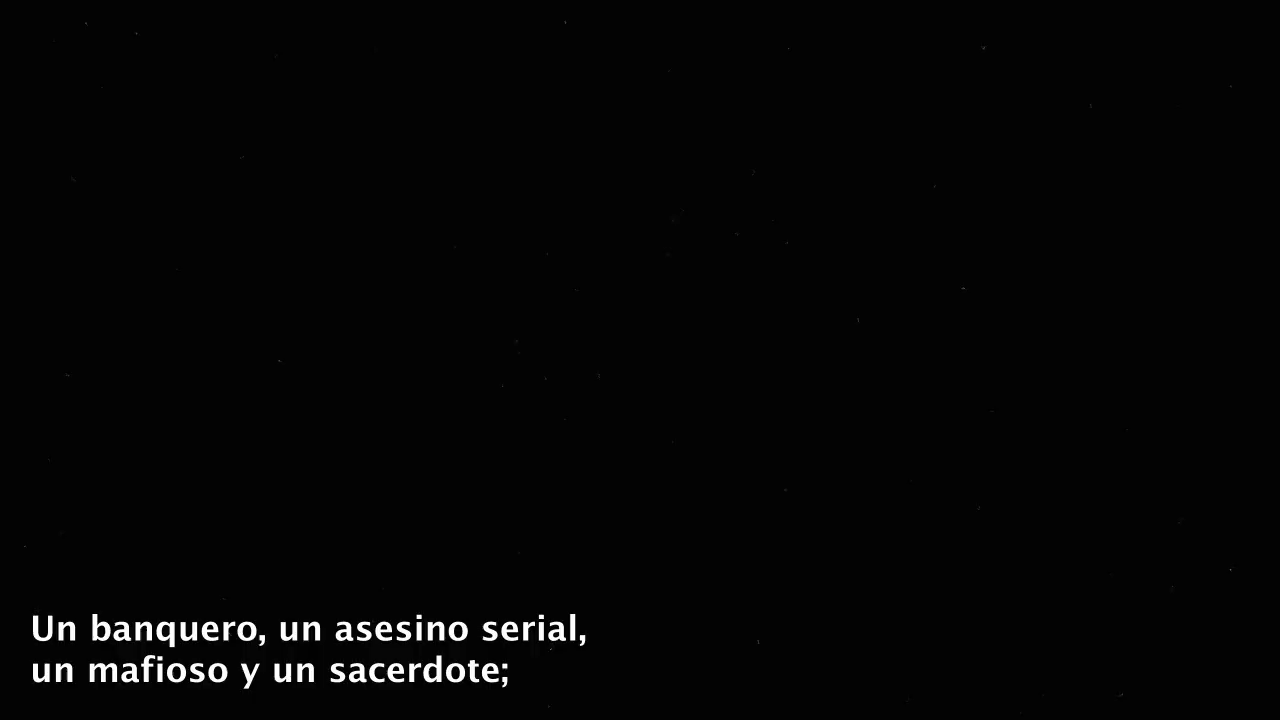 Un banquero, un asesino serial,
un mafioso y un sacerdote;